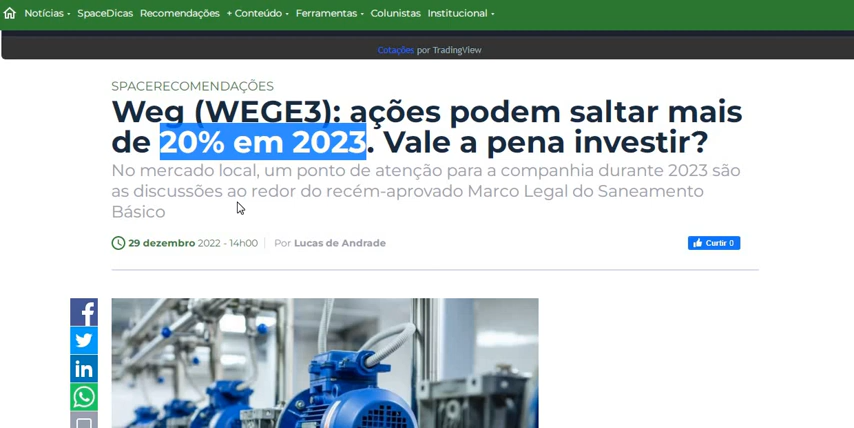 Notícias SpaceDicas Recomendações + Conteúdo Ferramentas Colunistas Institucional
Cotações por TradingView
SPACERECOMENDAÇÕES
Weg (WEGE3): ações podem saltar mais
de 20% em 2023. Vale a pena investir?
No mercado local, um ponto de atenção para a companhia durante 2023 são
as discussões ao redor do recém-aprovado Marco Legal do Saneamento
Básico
29 dezembro 2022 - 14h00 Por Lucas de Andrade
Curtir 0